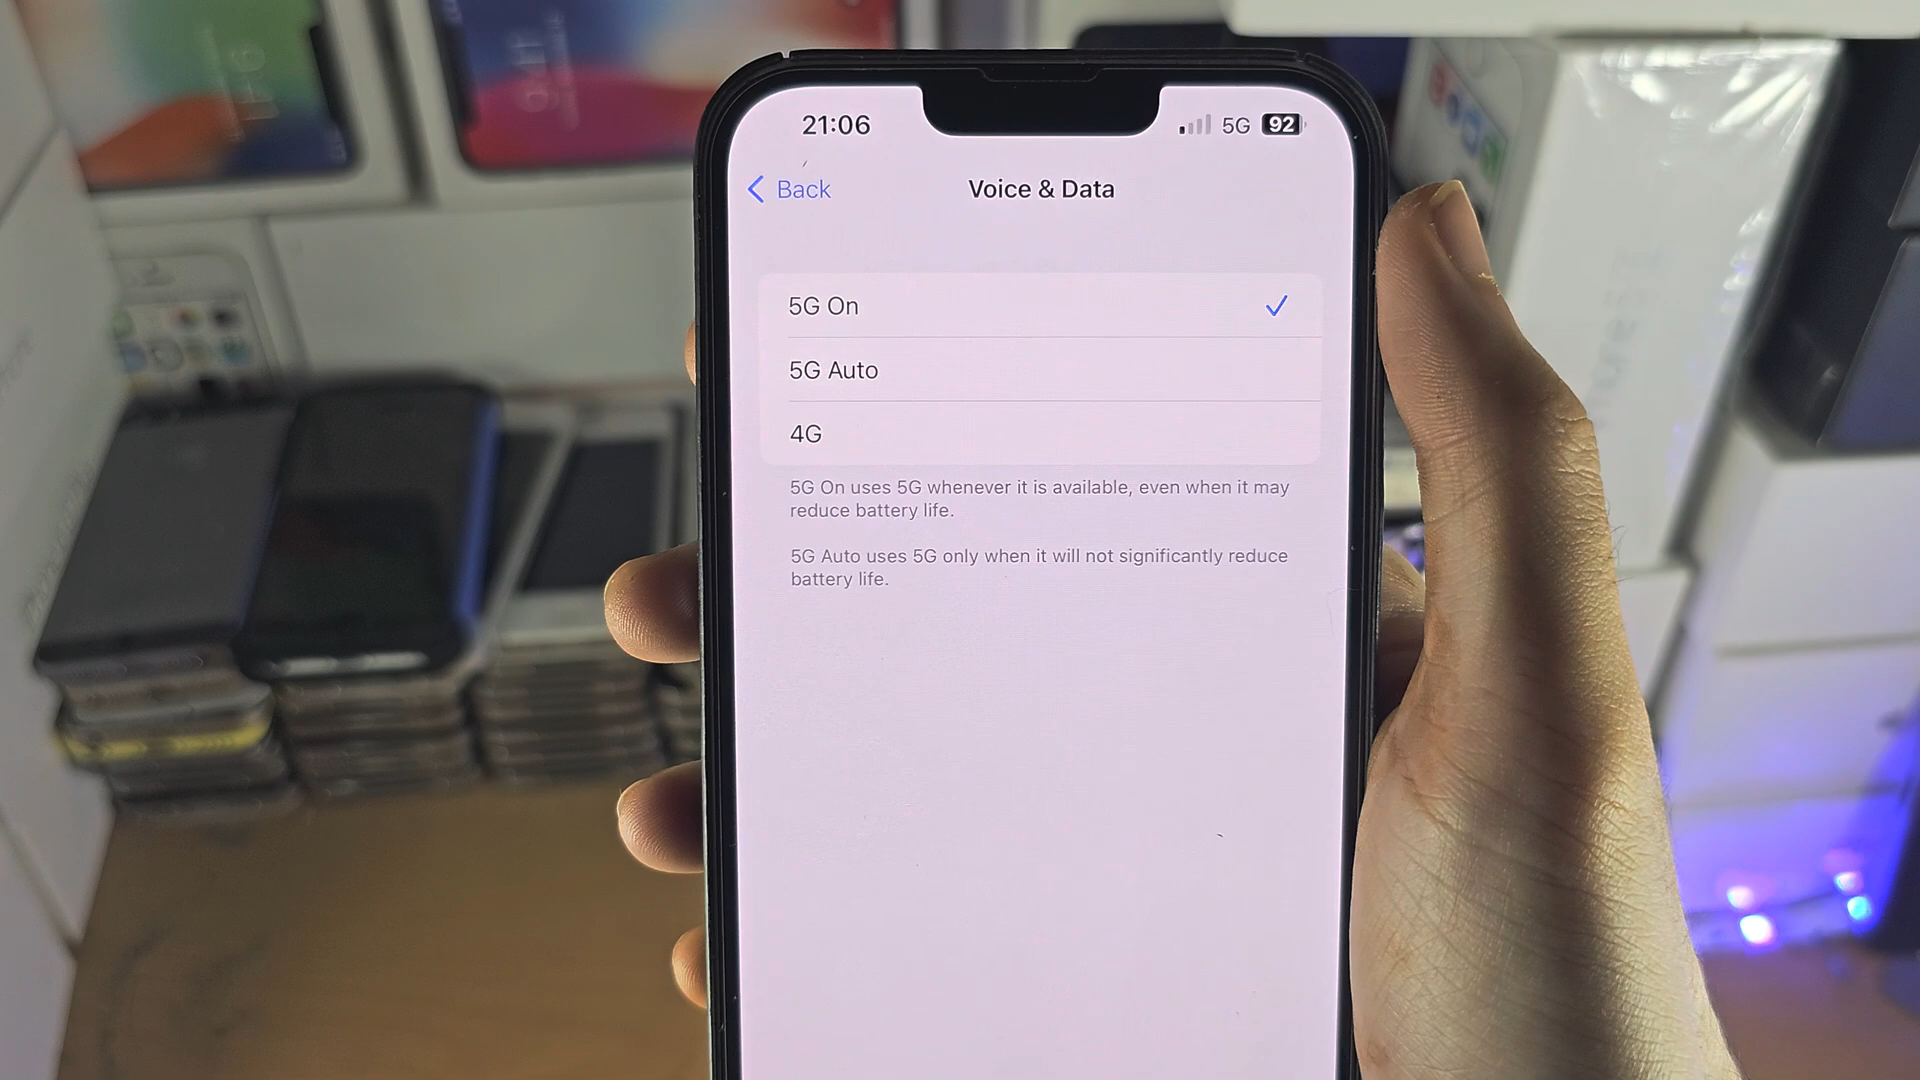 21:06
5G 92
Back
Voice & Data
5G On
5G Auto
4G
5G On uses 5G whenever it is available, even when it may
reduce battery life.
5G Auto uses 5G only when it will not significantly reduce
battery life.